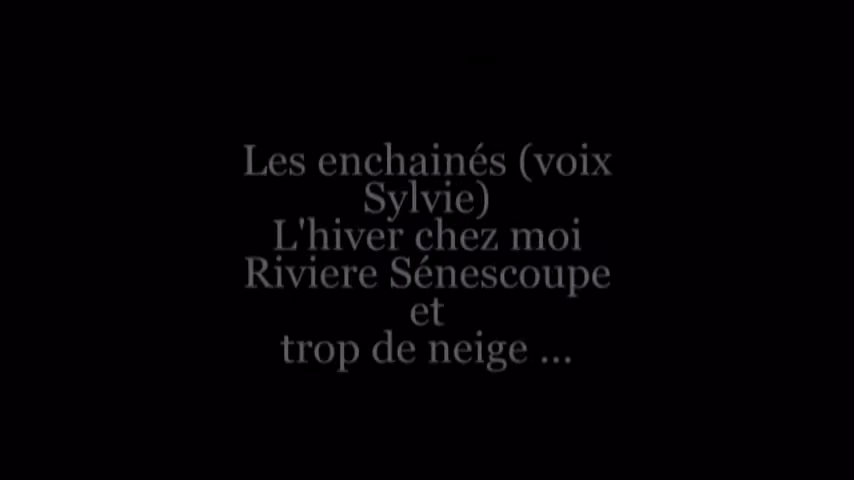 Les enchainés (voix
Sylvie)
L'hiver chez moi
Riviere Sénescoupe
et
trop de neige ...